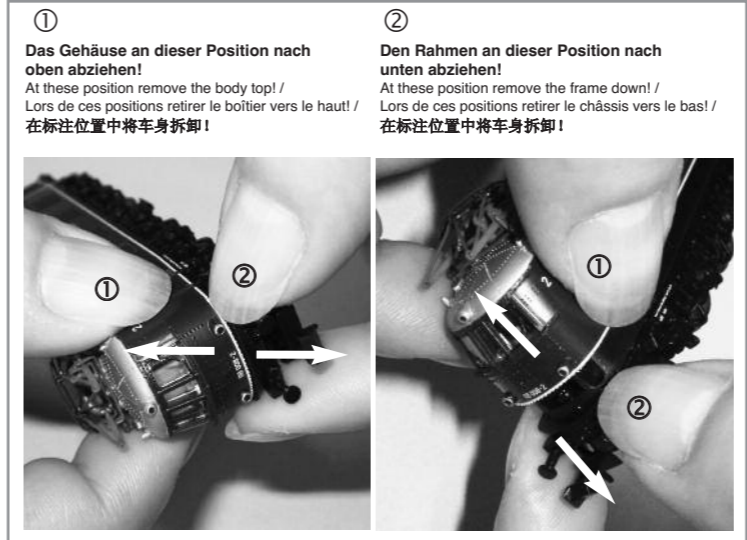 ①
Das Gehäuse an dieser Position nach
oben abziehen!
At these position remove the body top! /
Lors de ces positions retirer le boîtier vers le haut! /
在标注位置中将车身拆卸!
②
Den Rahmen an dieser Position nach
unten abziehen!
At these position remove the frame down! /
Lors de ces positions retirer le châssis vers le bas! /
在标注位置中将车身拆卸!
①
②
2
①
2
②